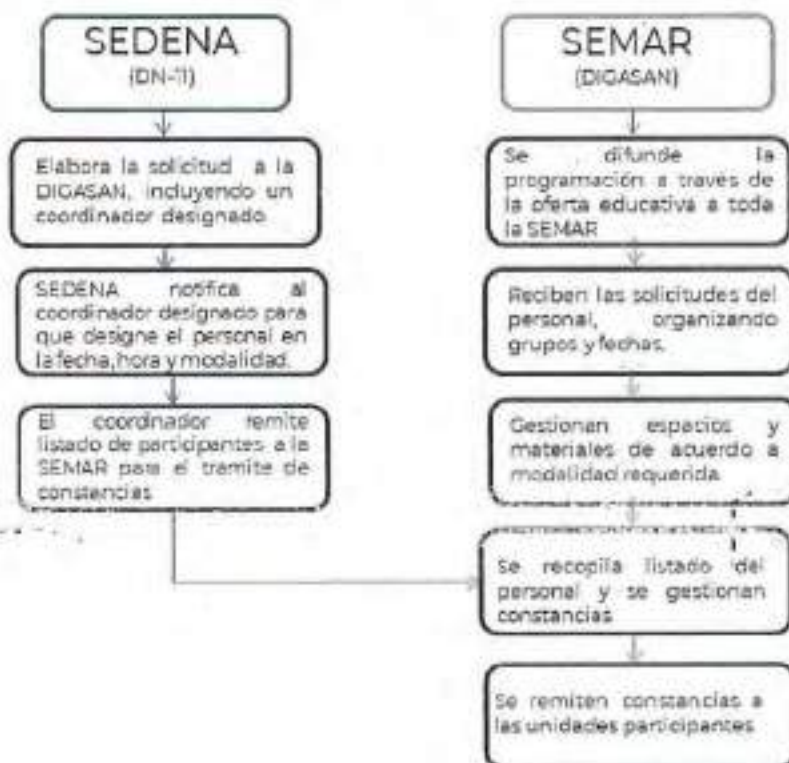 SEDENA
(DN-11)
Elabora la solicitud a la
DIGASAN, incluyendo un
coordinador designado.
SEDENA notifica al
coordinador designado para
que designe el personal en
la fecha, hora y modalidad.
El coordinador remite
listado de participantes a la
SEMAR para el tramite de
constancias
SEMAR
(DIGASAN)
Se difunde la
programación a través de
la oferta educativa a toda
la SEMAR
Reciben las solicitudes del
personal, organizando
grupos y fechas.
Gestionan espacios y
materiales de acuerdo a
modalidad requerida
Se recopila listado del
personal y se gestionan
constancias
Se remiten constancias a
las unidades participantes